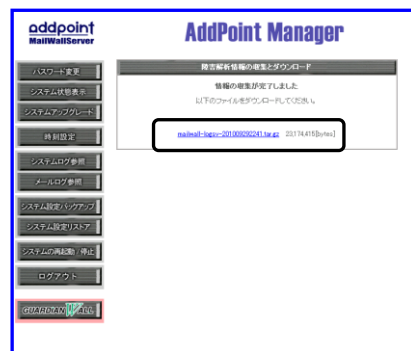 addpoint
MailWallServer
AddPoint Manager
パスワード変更
システム状態表示
システムアップグレード
時刻設定
システムログ参照
メールログ参照
システム設定バックアップ
システム設定リストア
システムの再起動/停止
ログアウト
GUARDIAN WALL
障害解析情報の収集とダウンロード
情報の収集が完了しました
以下のファイルをダウンロードしてください。
mailwall-logsv-201009292241.tar.gz 23,174,415[bytes]